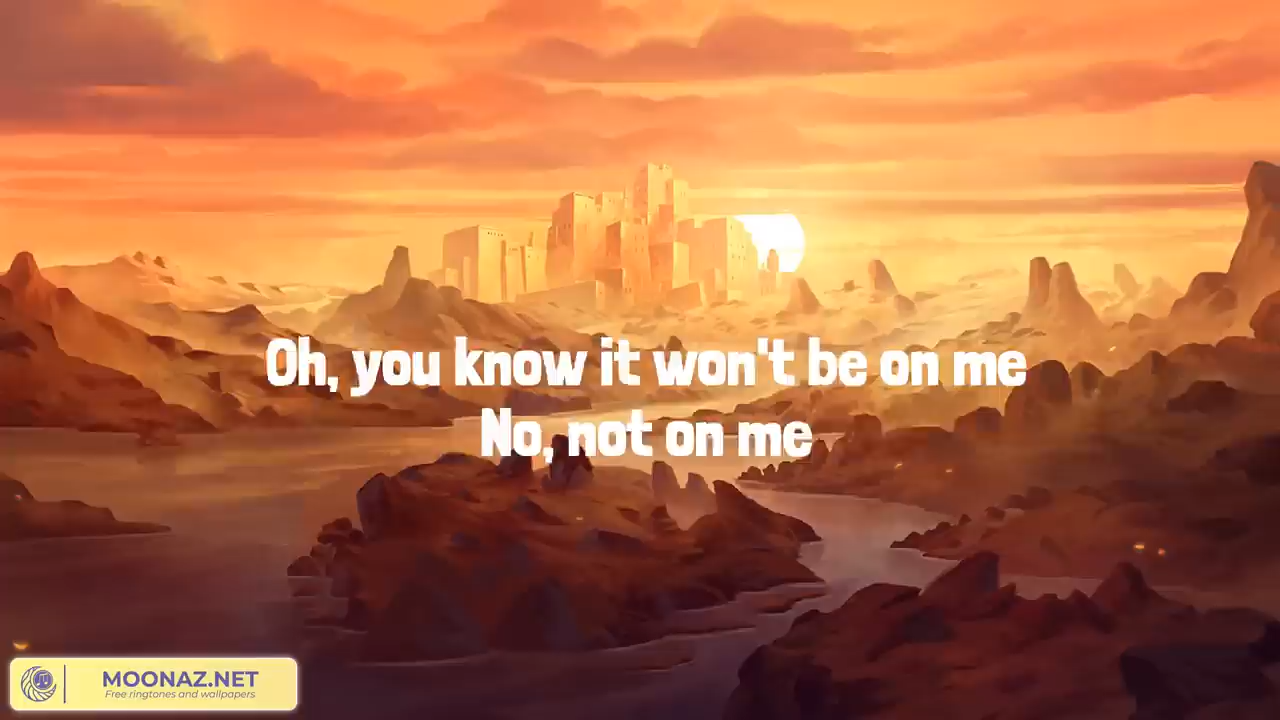 Oh, you know it won't be on me
No, not on me
MOONAZ.NET
Free ringtones and wallpapers